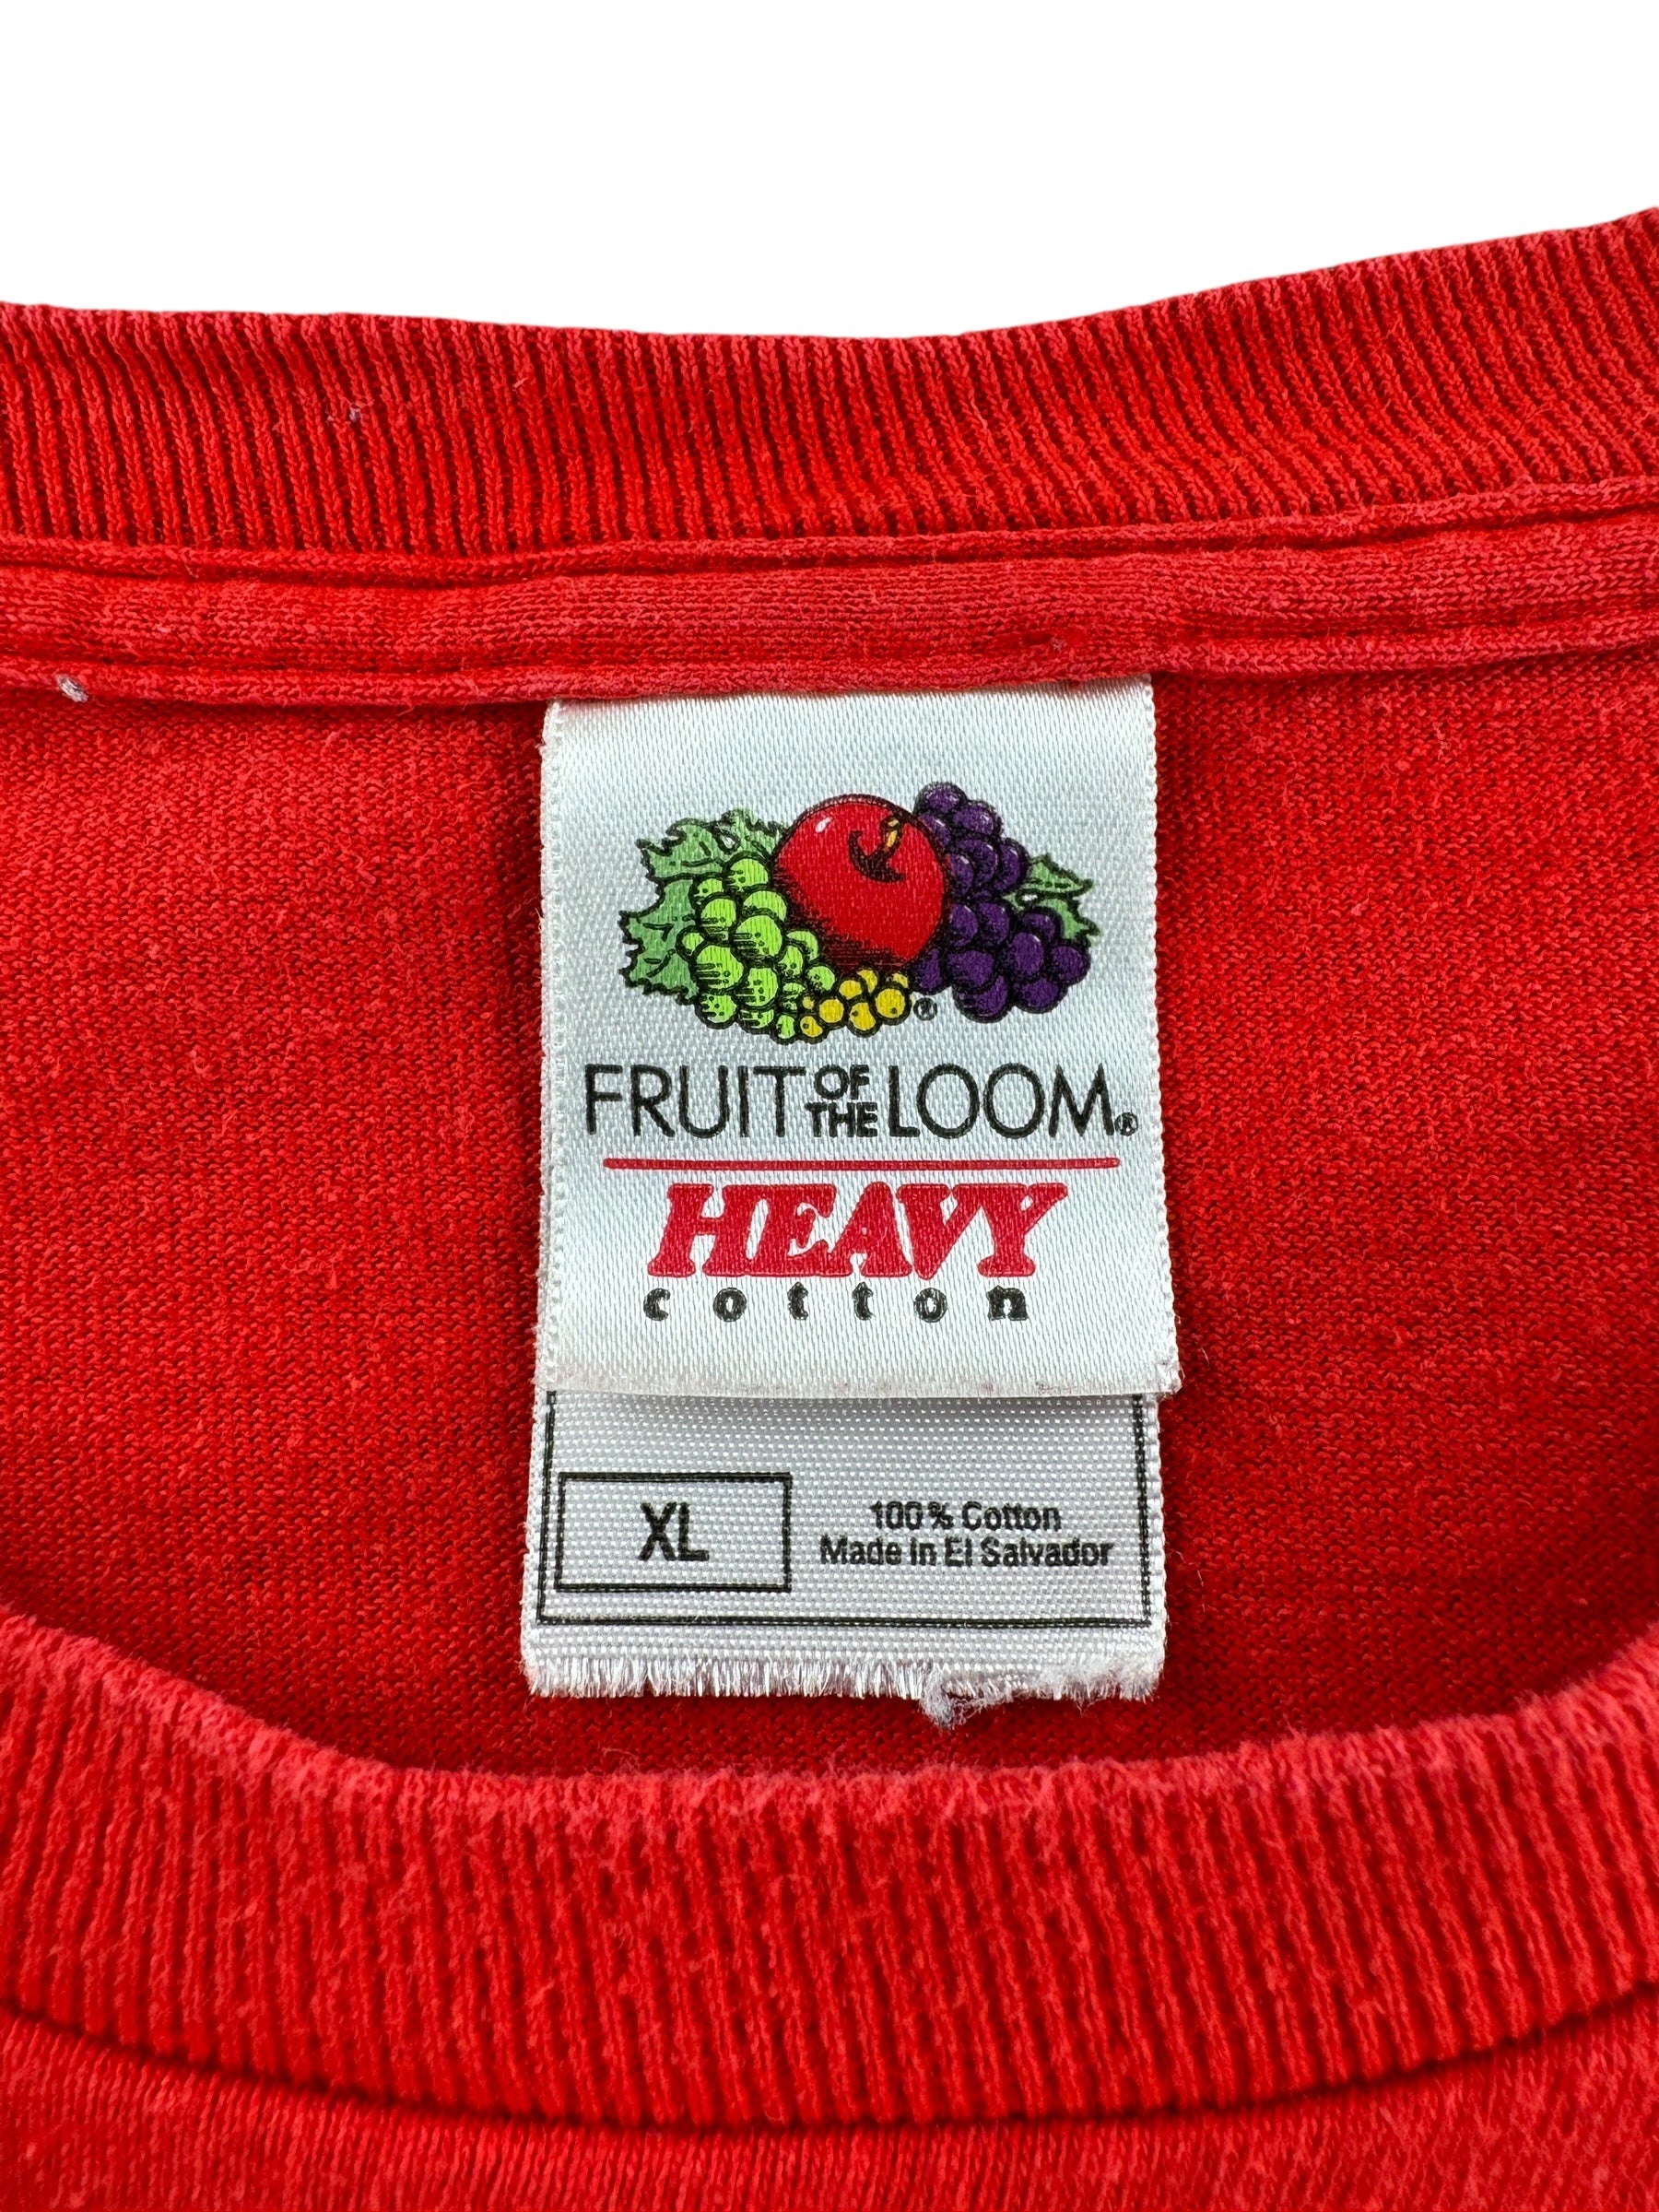 ®
FRUIT OF THE LOOM®
HEAVY
cotton
XL
100% Cotton
Made in El Salvador